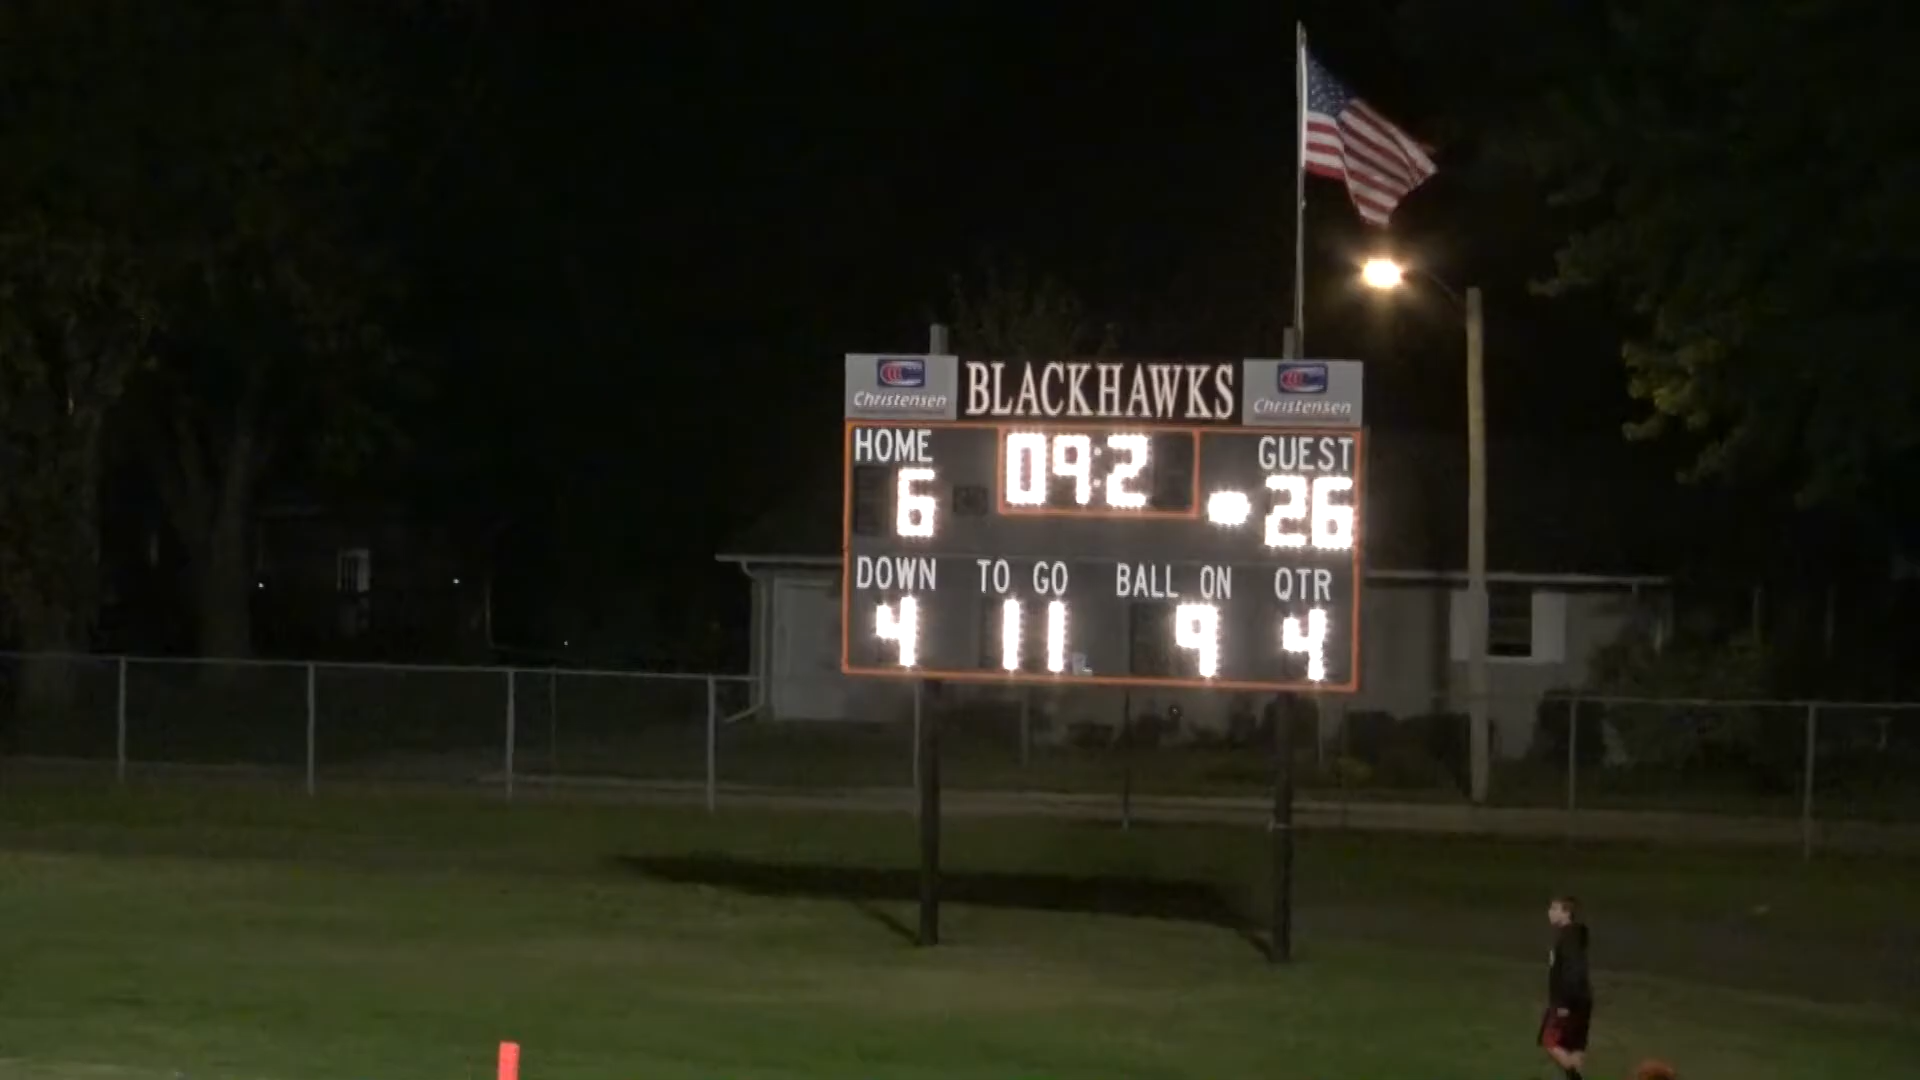 Christensen BLACKHAWKS Christensen
HOME 09:2 GUEST
6 26
DOWN TO GO BALL ON QTR
4 11 9 4